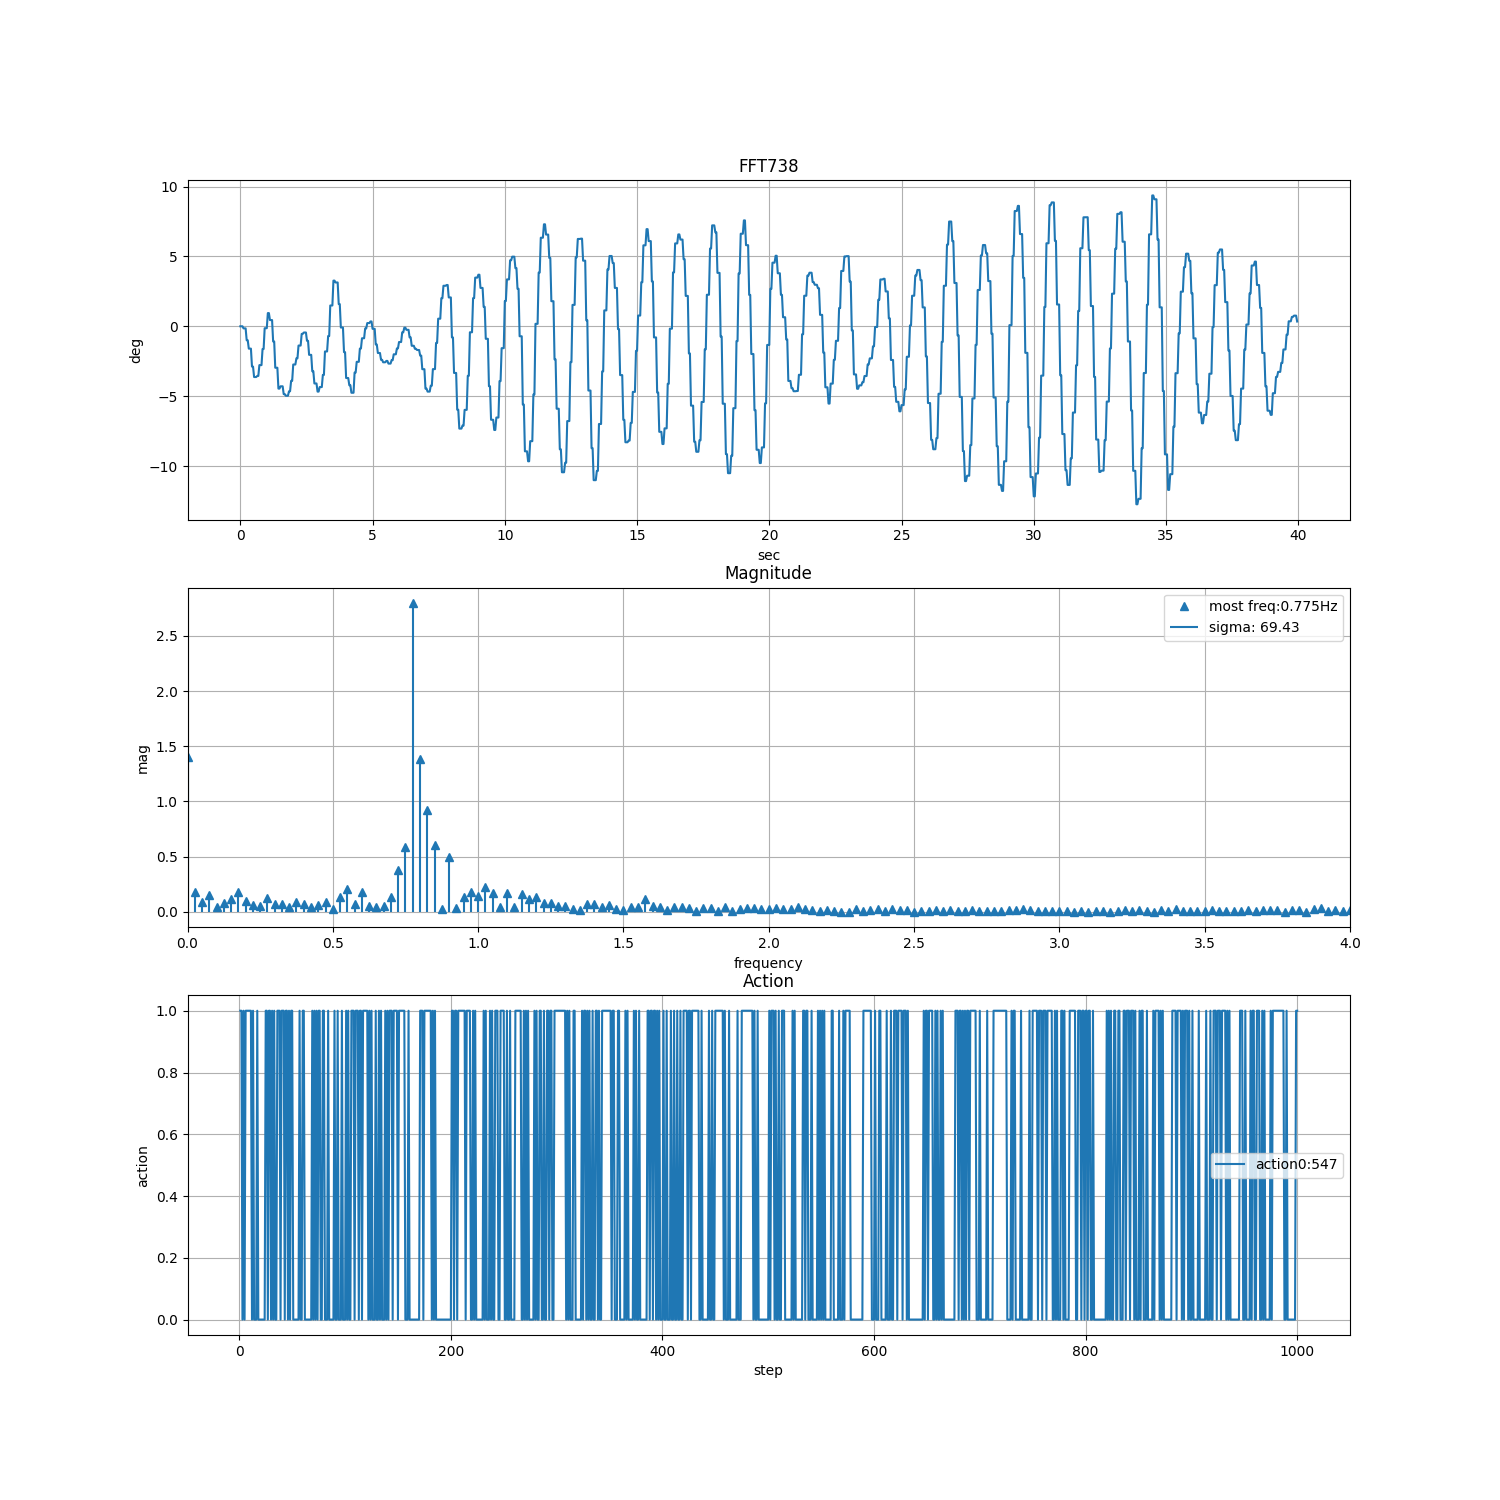 FFT738
10
5
0
−5
−10
deg
0 5 10 15 20 25 30 35 40
sec
Magnitude
most freq:0.775Hz
sigma: 69.43
2.5
2.0
1.5
1.0
0.5
0.0
mag
0.0 0.5 1.0 1.5 2.0 2.5 3.0 3.5 4.0
frequency
Action
1.0
0.8
0.6
0.4
0.2
0.0
action
action0:547
0 200 400 600 800 1000
step